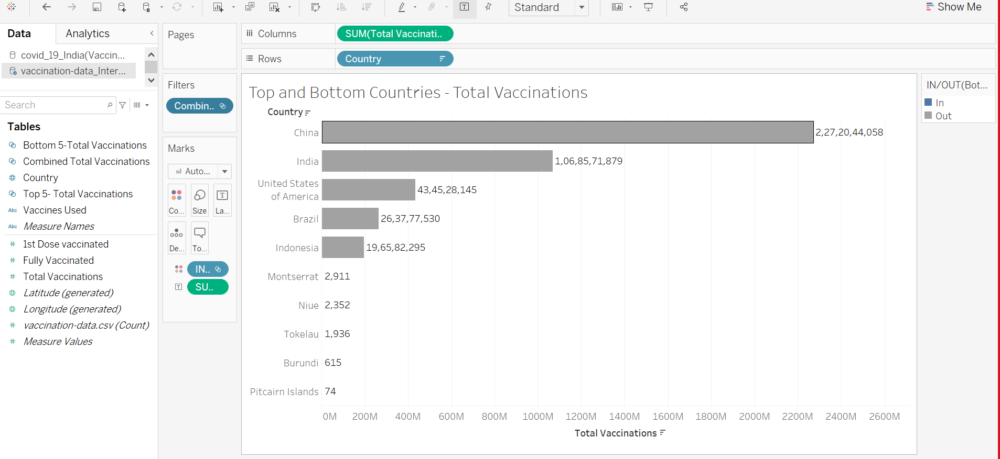 Standard
Show Me
Data
Analytics
covid_19_India(Vaccin...
vaccination-data_Inter...
Search
Tables
Bottom 5-Total Vaccinations
Combined Total Vaccinations
Country
Top 5- Total Vaccinations
Abc Vaccines Used
Abc Measure Names
1st Dose vaccinated
Fully Vaccinated
Total Vaccinations
Latitude (generated)
Longitude (generated)
vaccination-data.csv (Count)
Measure Values
Pages
Filters
Combin..
Marks
Auto...
Co...
Size
La...
De...
To...
IN..
SU..
Columns
SUM(Total Vaccinati..
Rows
Country
Top and Bottom Countries - Total Vaccinations
Country
China 2,27,20,44,058
India 1,06,85,71,879
United States
of America 43,45,28,145
Brazil 26,37,77,530
Indonesia 19,65,82,295
Montserrat 2,911
Niue 2,352
Tokelau 1,936
Burundi 615
Pitcairn Islands 74
0M 200M 400M 600M 800M 1000M 1200M 1400M 1600M 1800M 2000M 2200M 2400M 2600M
Total Vaccinations
IN/OUT(Bot...
In
Out